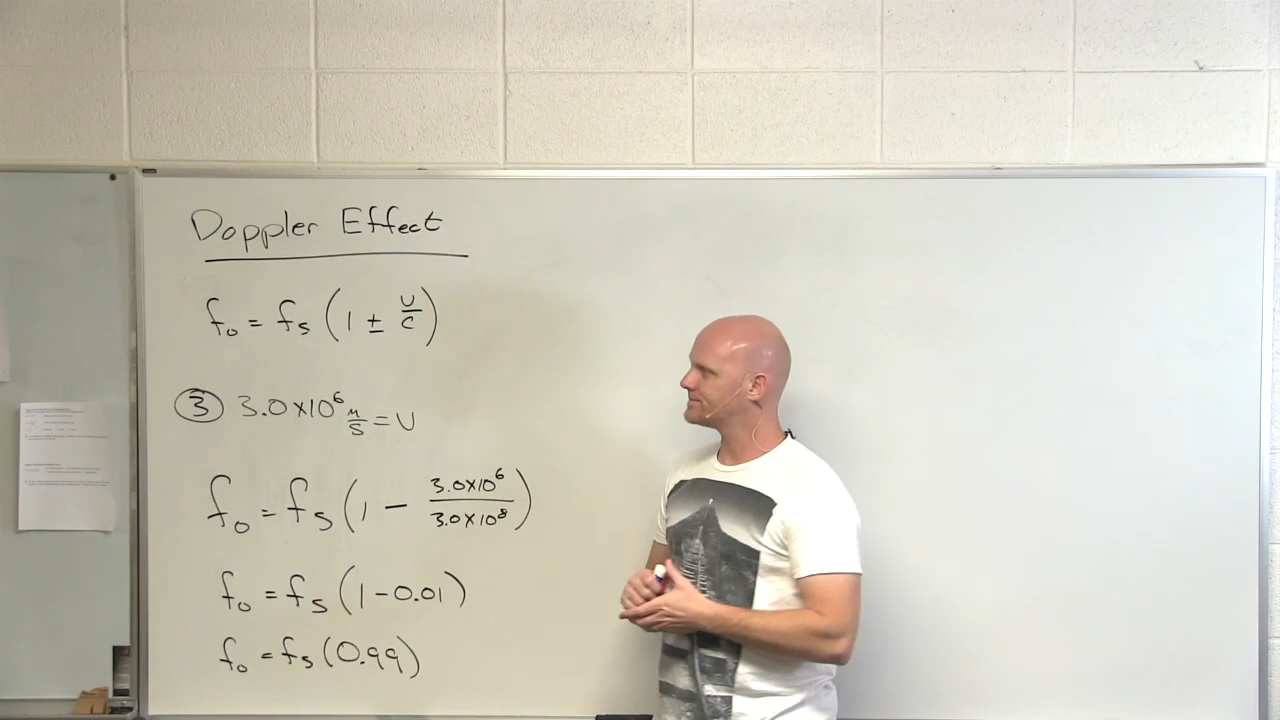 Doppler Effect
f₀ = fₛ (1 ± U/C)
③ 3.0×10⁶ m/s = U
f₀ = fₛ (1 − 3.0×10⁶/3.0×10⁸)
f₀ = fₛ (1 − 0.01)
f₀ = fₛ (0.99)